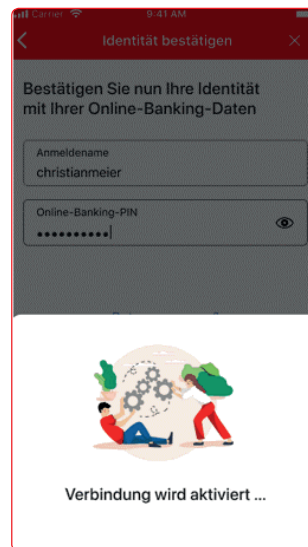 Carrier 9:41 AM
Identität bestätigen
Bestätigen Sie nun Ihre Identität
mit Ihrer Online-Banking-Daten
Anmeldename
christianmeier
Online-Banking-PIN
Verbindung wird aktiviert ...